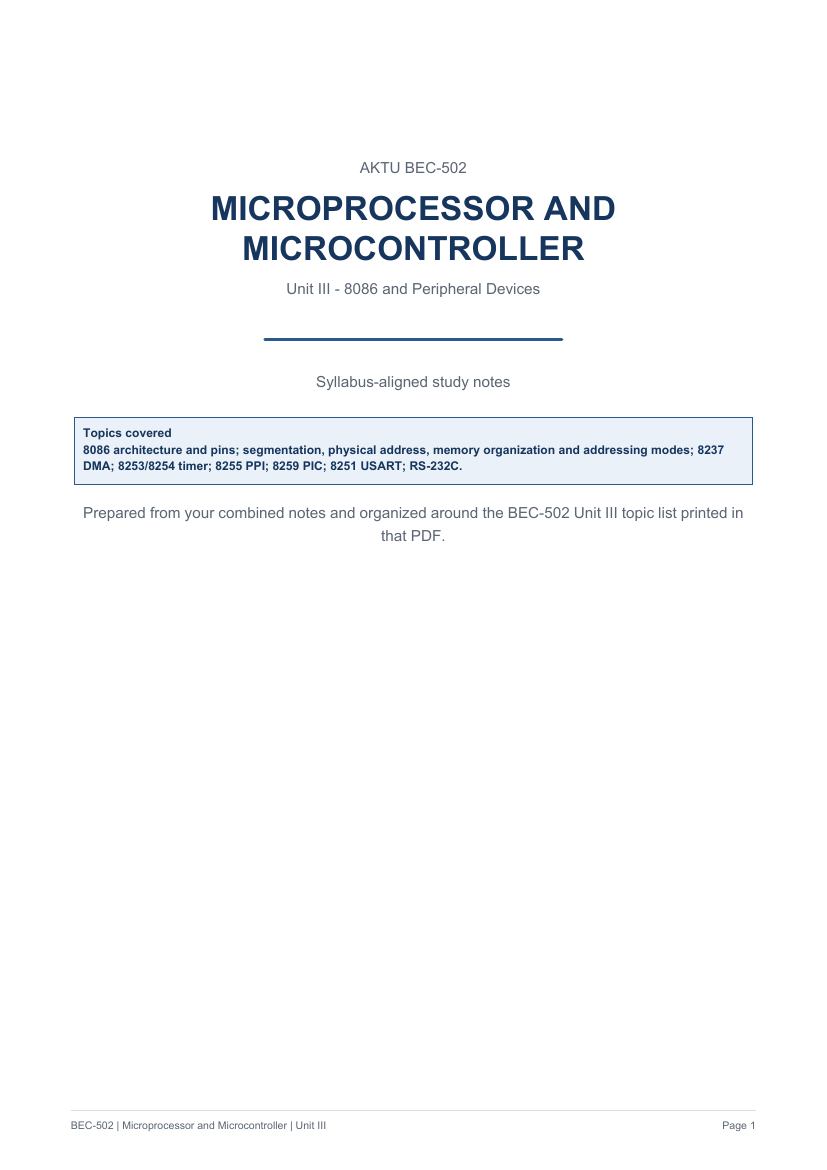 AKTU BEC-502
MICROPROCESSOR AND
MICROCONTROLLER
Unit III - 8086 and Peripheral Devices
Syllabus-aligned study notes
Topics covered
8086 architecture and pins; segmentation, physical address, memory organization and addressing modes; 8237
DMA; 8253/8254 timer; 8255 PPI; 8259 PIC; 8251 USART; RS-232C.
Prepared from your combined notes and organized around the BEC-502 Unit III topic list printed in
that PDF.
BEC-502 | Microprocessor and Microcontroller | Unit III
Page 1